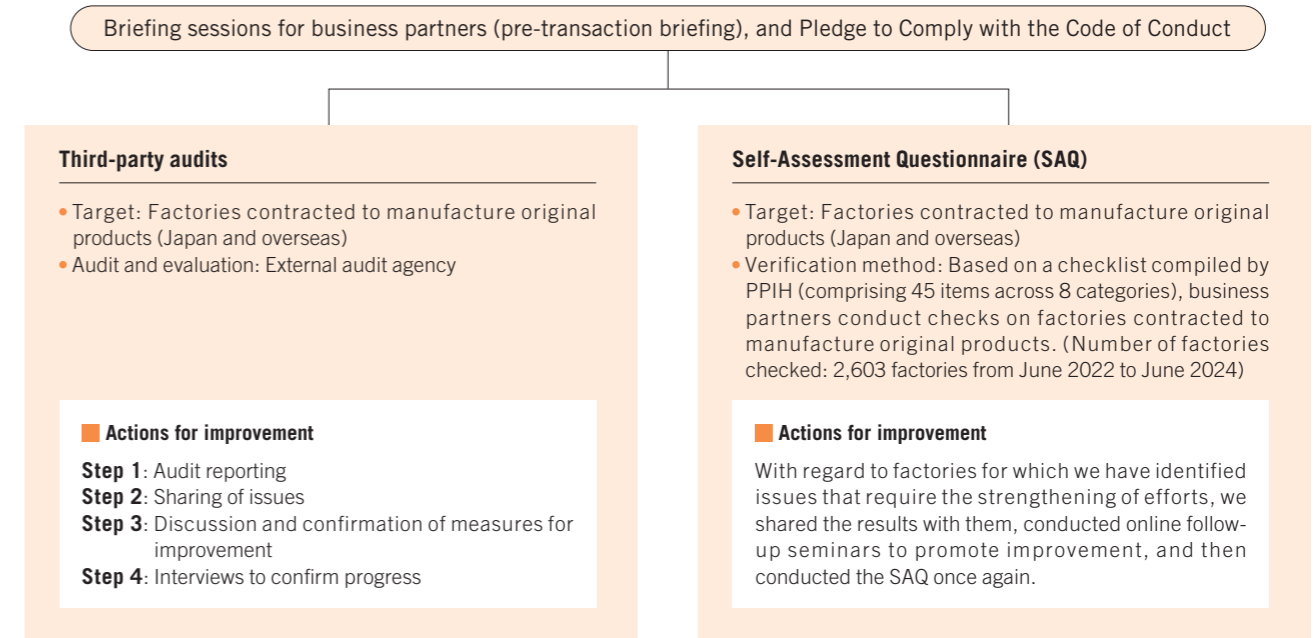 Briefing sessions for business partners (pre-transaction briefing), and Pledge to Comply with the Code of Conduct
Third-party audits
• Target: Factories contracted to manufacture original
products (Japan and overseas)
• Audit and evaluation: External audit agency
■ Actions for improvement
Step 1: Audit reporting
Step 2: Sharing of issues
Step 3: Discussion and confirmation of measures for
improvement
Step 4: Interviews to confirm progress
Self-Assessment Questionnaire (SAQ)
• Target: Factories contracted to manufacture original
products (Japan and overseas)
• Verification method: Based on a checklist compiled by
PPIH (comprising 45 items across 8 categories), business
partners conduct checks on factories contracted to
manufacture original products. (Number of factories
checked: 2,603 factories from June 2022 to June 2024)
■ Actions for improvement
With regard to factories for which we have identified
issues that require the strengthening of efforts, we
shared the results with them, conducted online follow-
up seminars to promote improvement, and then
conducted the SAQ once again.